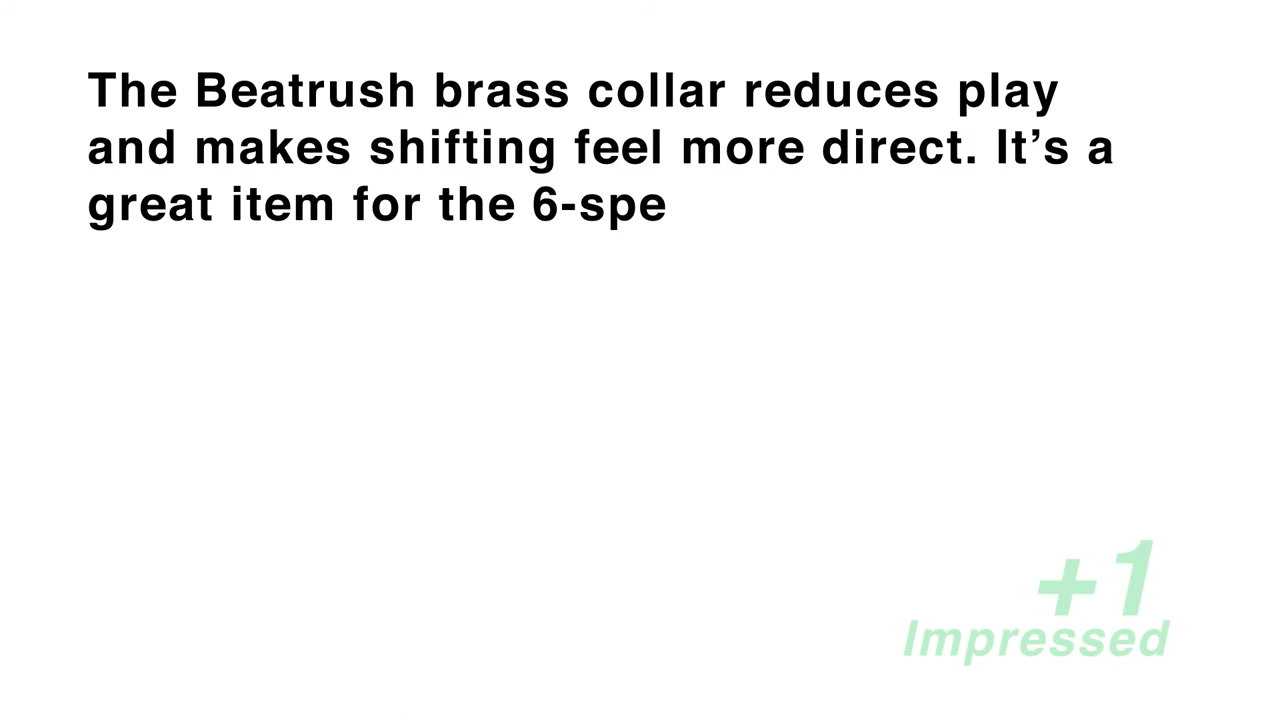 The Beatrush brass collar reduces play
and makes shifting feel more direct. It’s a
great item for the 6-spe
+1
Impressed